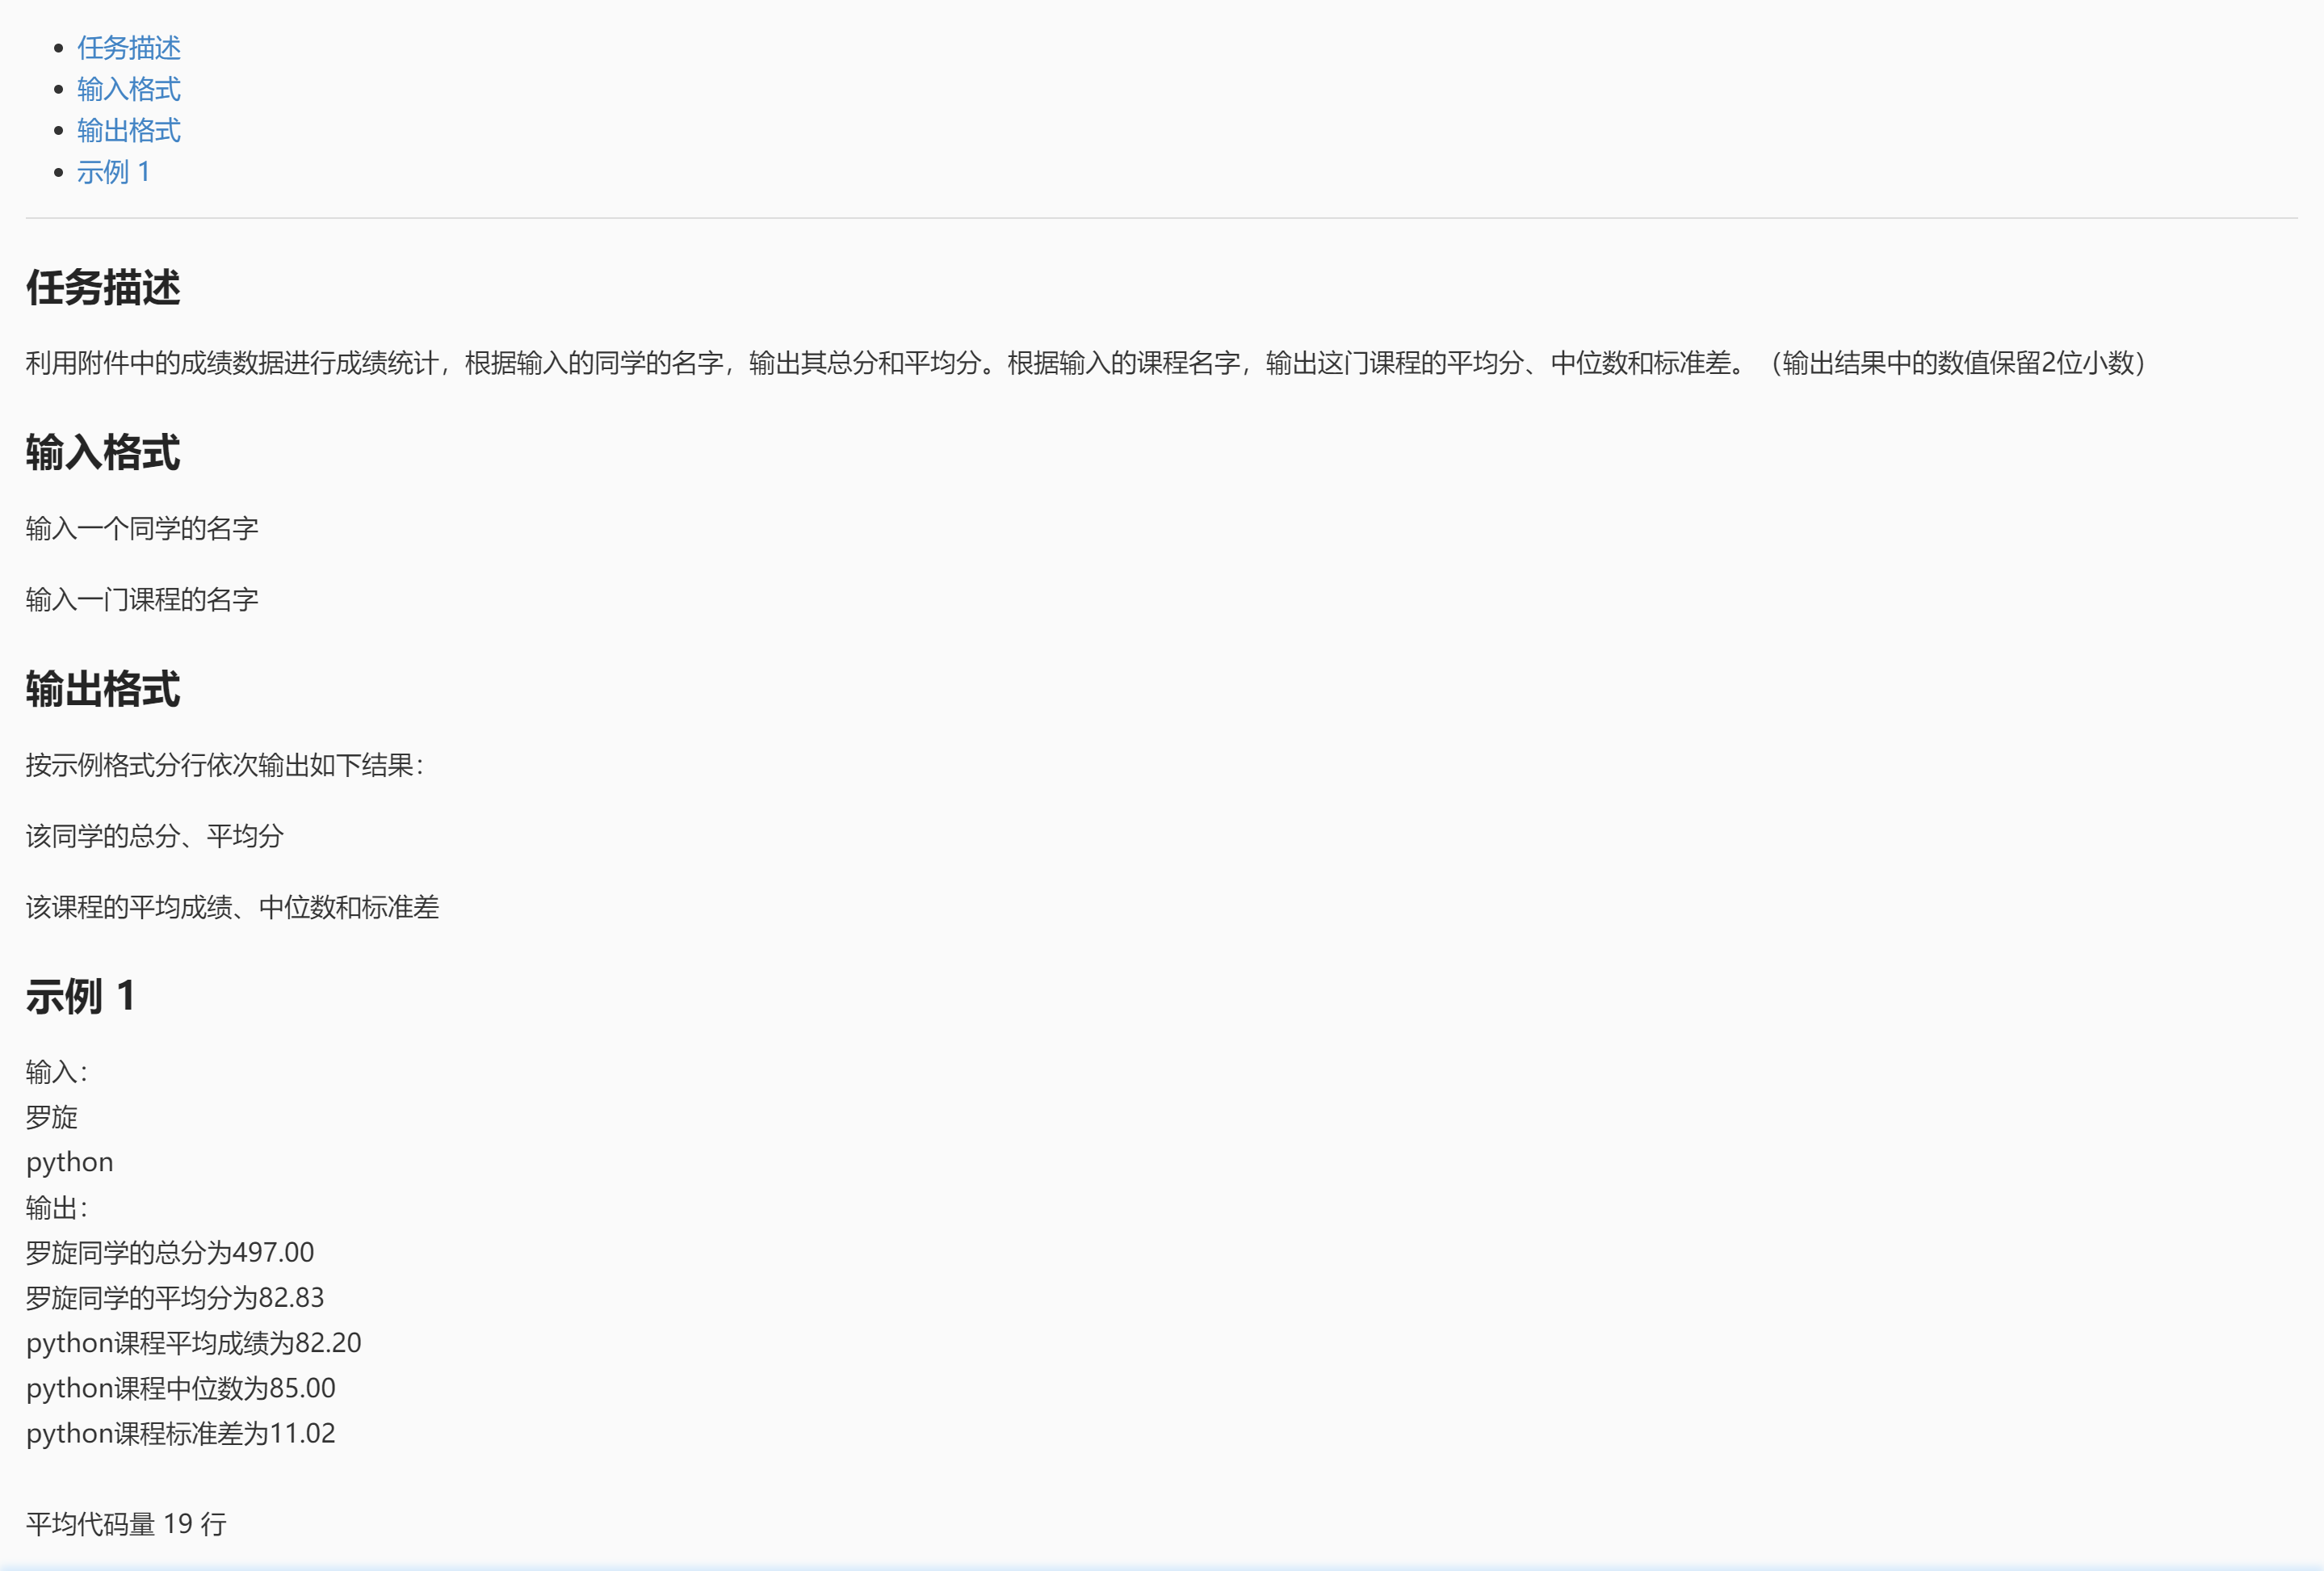 任务描述
输入格式
输出格式
示例 1
任务描述
利用附件中的成绩数据进行成绩统计，根据输入的同学的名字，输出其总分和平均分。根据输入的课程名字，输出这门课程的平均分、中位数和标准差。（输出结果中的数值保留2位小数）
输入格式
输入一个同学的名字
输入一门课程的名字
输出格式
按示例格式分行依次输出如下结果：
该同学的总分、平均分
该课程的平均成绩、中位数和标准差
示例 1
输入：
罗旋
python
输出：
罗旋同学的总分为497.00
罗旋同学的平均分为82.83
python课程平均成绩为82.20
python课程中位数为85.00
python课程标准差为11.02
平均代码量 19 行